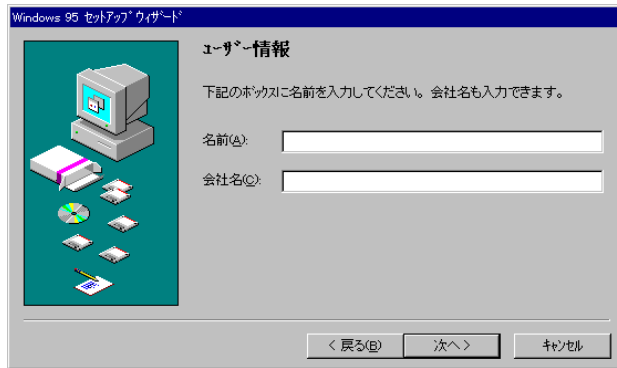 Windows 95 ｾｯﾄｱｯﾌﾟ ｳｨｻﾞｰﾄﾞ
ﾕｰｻﾞｰ情報
下記のﾎﾞｯｸｽに名前を入力してください。会社名も入力できます。
名前(A):
会社名(C):
< 戻る(B)
次へ >
ｷｬﾝｾﾙ